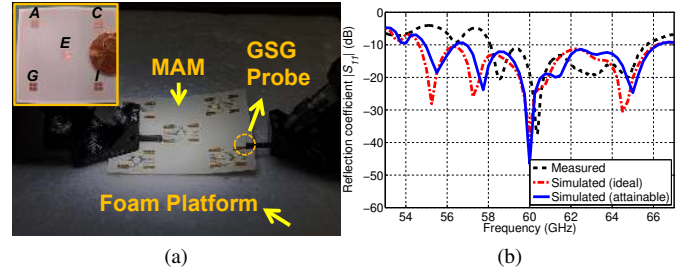 A
C
E
G
I
MAM
GSG
Probe
Foam Platform
(a)
Reflection coefficient |S11| (dB)
0
−10
−20
−30
−40
−50
−60
54
56
58
60
62
64
66
Frequency (GHz)
Measured
Simulated (ideal)
Simulated (attainable)
(b)